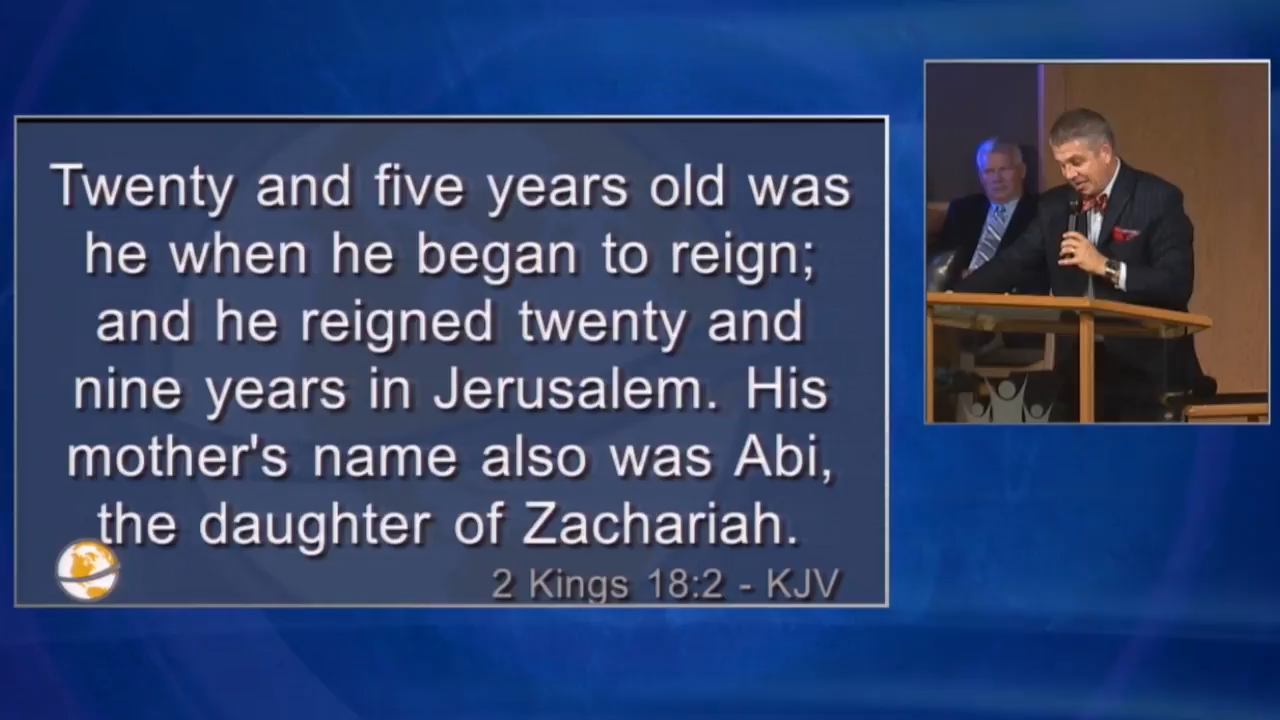 Twenty and five years old was
he when he began to reign;
and he reigned twenty and
nine years in Jerusalem. His
mother's name also was Abi,
the daughter of Zachariah.
2 Kings 18:2 - KJV